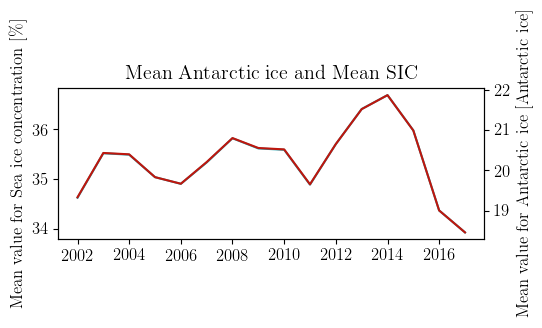 Mean Antarctic ice and Mean SIC
Mean value for Sea ice concentration [%]
36
35
34
22
21
20
19
Mean value for Antarctic ice [Antarctic ice]
2002 2004 2006 2008 2010 2012 2014 2016